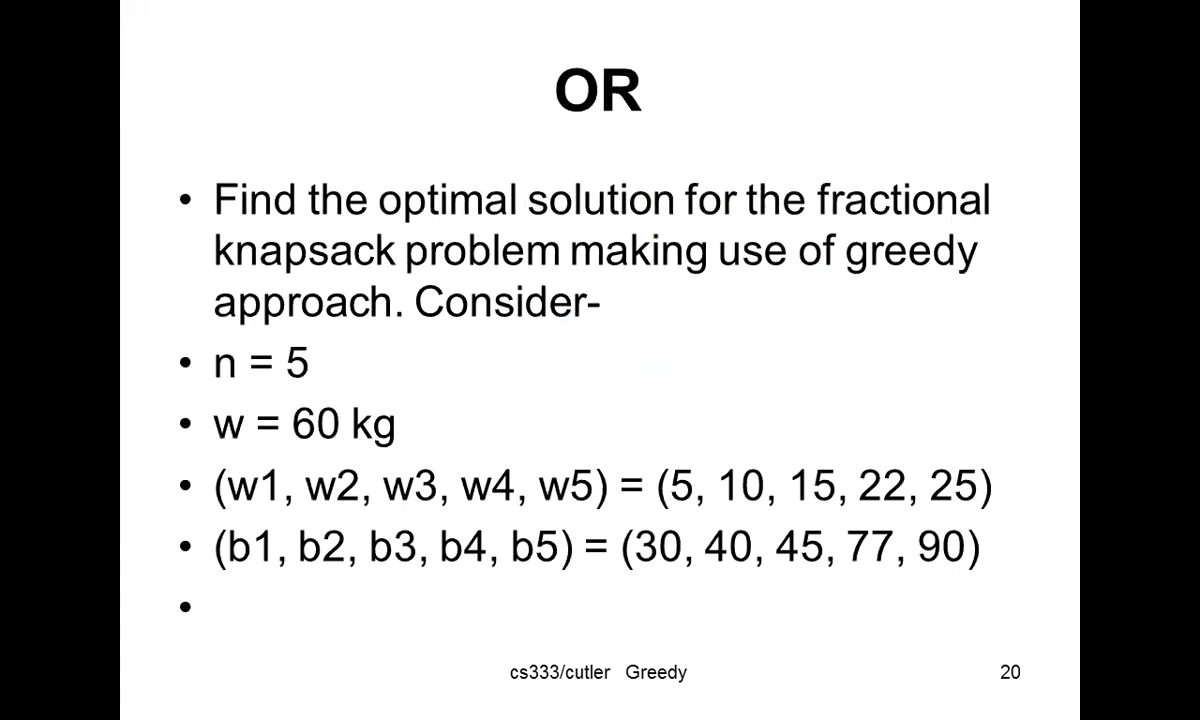 OR
• Find the optimal solution for the fractional
knapsack problem making use of greedy
approach. Consider-
• n = 5
• w = 60 kg
• (w1, w2, w3, w4, w5) = (5, 10, 15, 22, 25)
• (b1, b2, b3, b4, b5) = (30, 40, 45, 77, 90)
•
cs333/cutler Greedy 20